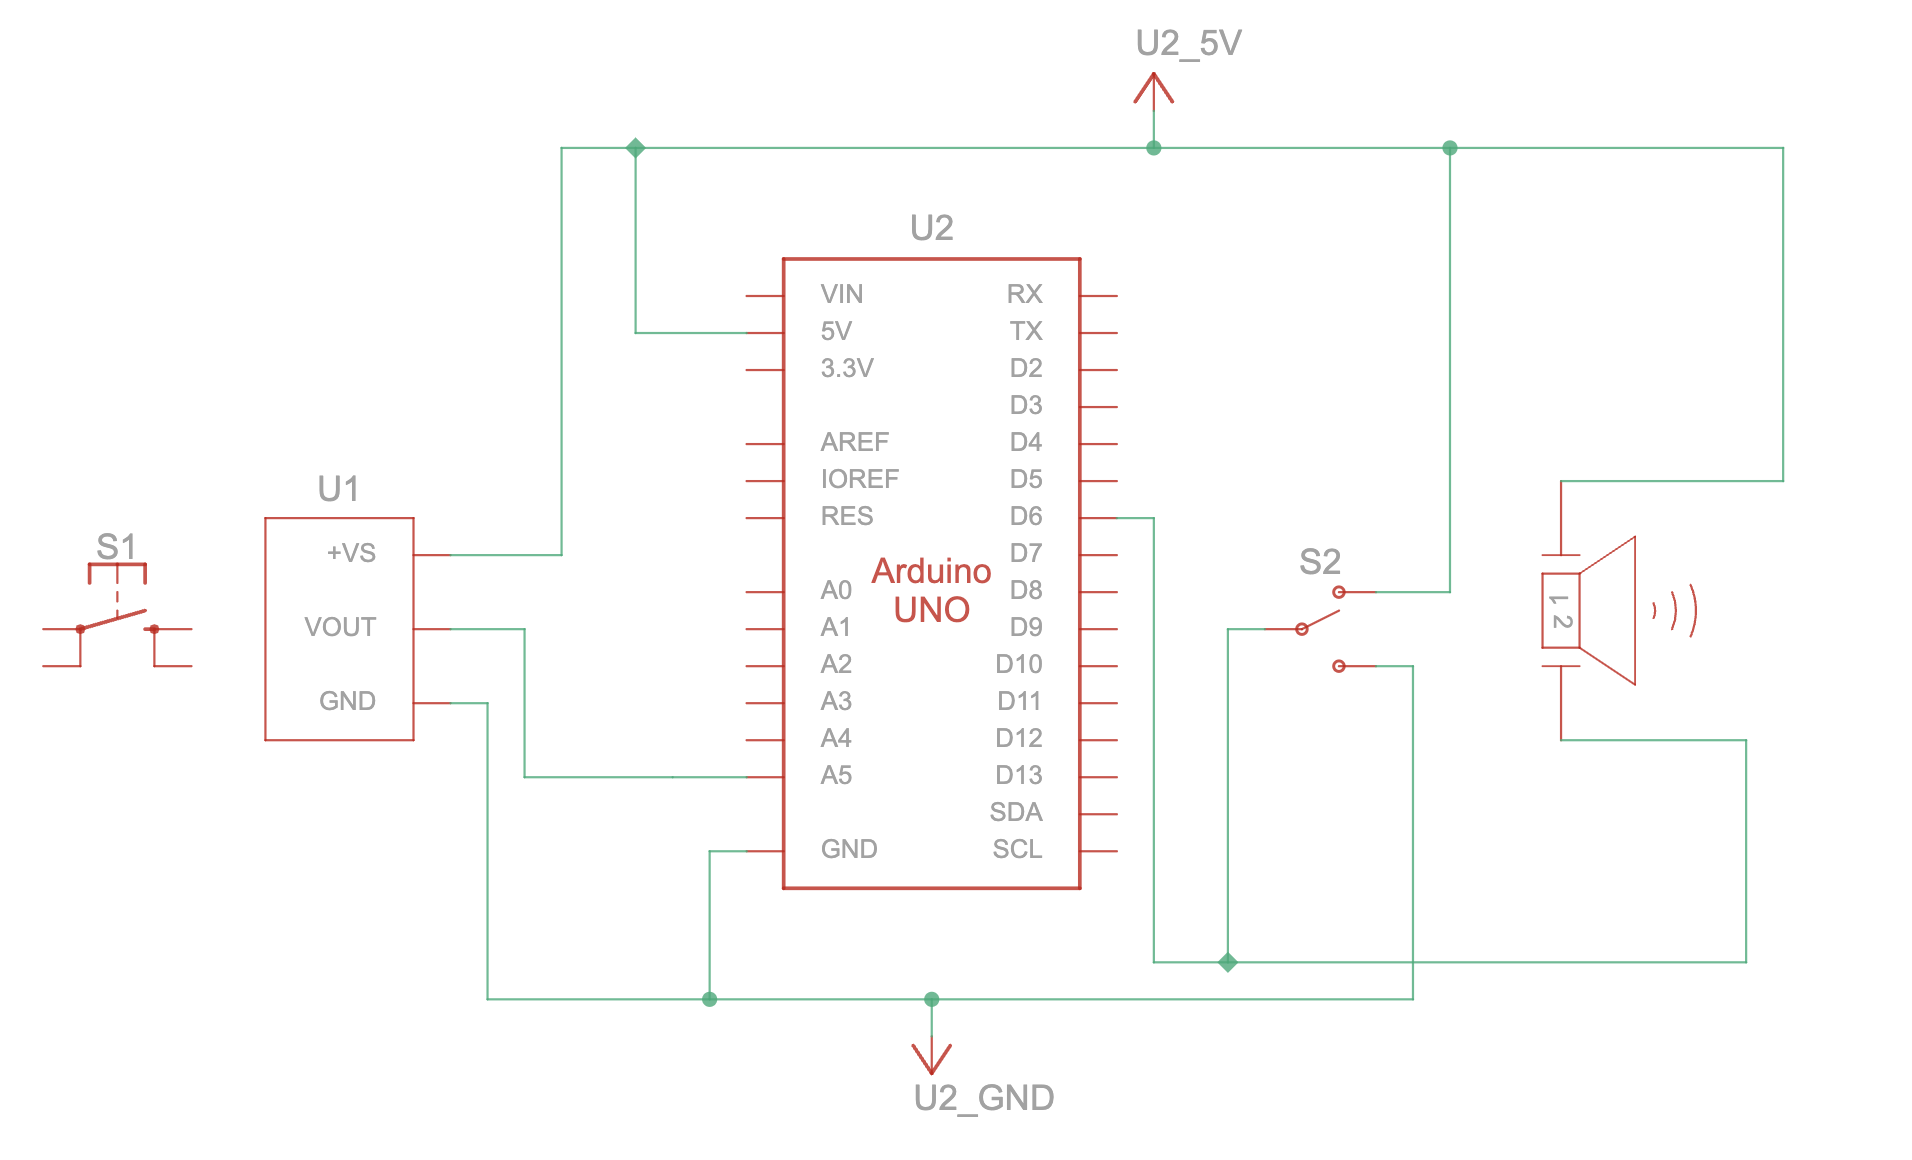 U2_5V
U2
VIN
5V
3.3V
AREF
IOREF
RES
A0
A1
A2
A3
A4
A5
GND
RX
TX
D2
D3
D4
D5
D6
D7
D8
D9
D10
D11
D12
D13
SDA
SCL
Arduino
UNO
U1
+VS
VOUT
GND
S1
S2
1 2
U2_GND